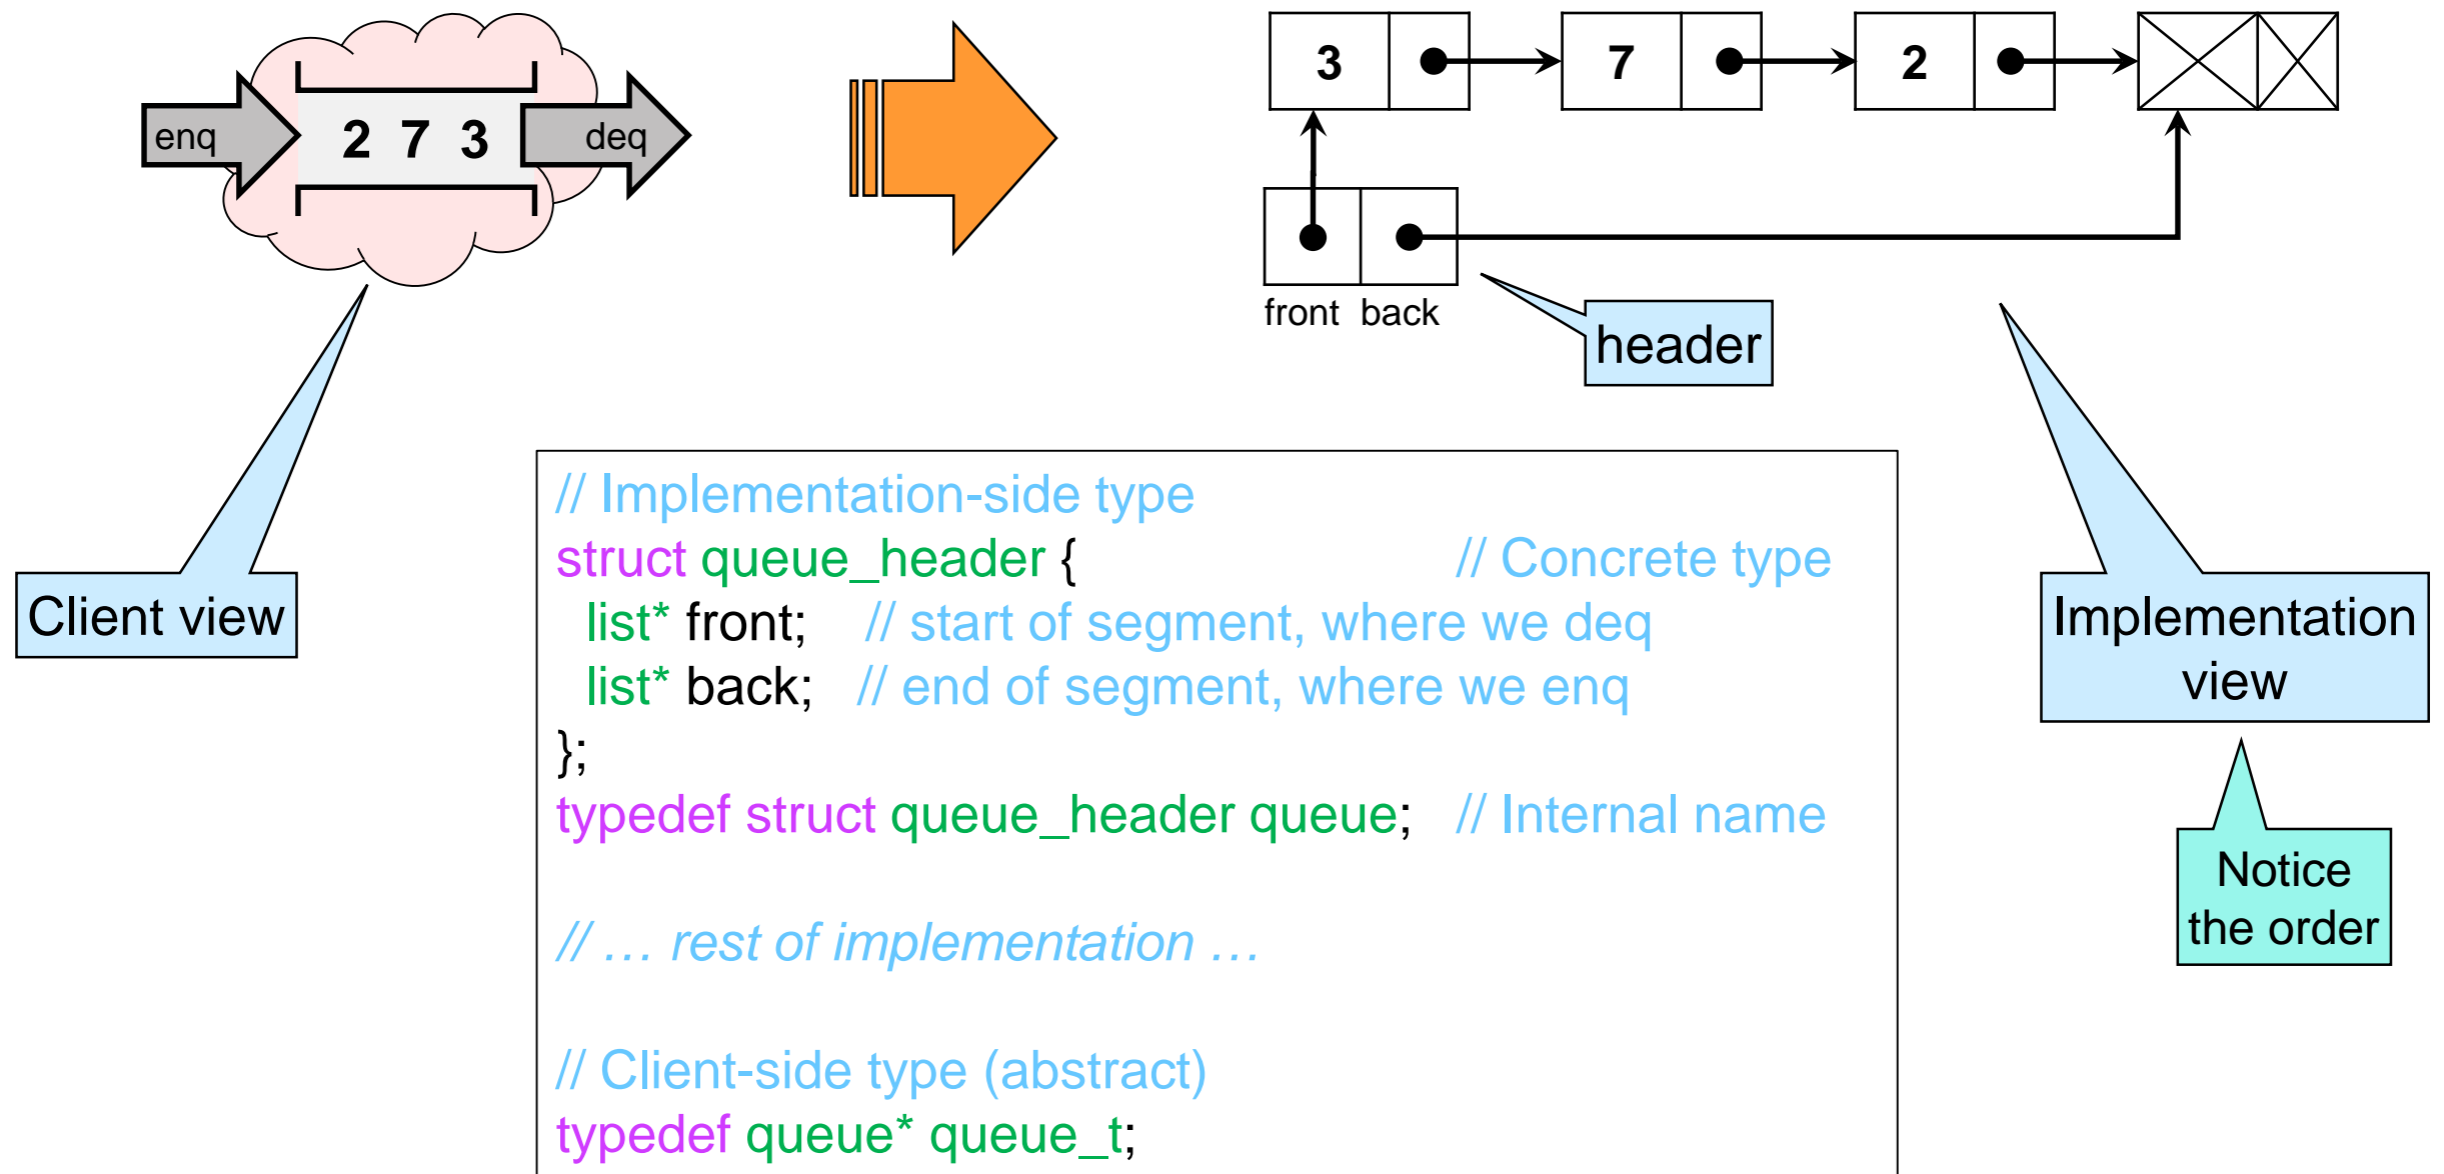 enq
2 7 3
deq
3
7
2
front back
header
Client view
Implementation
view
Notice
the order
// Implementation-side type
struct queue_header { // Concrete type
list* front; // start of segment, where we deq
list* back; // end of segment, where we enq
};
typedef struct queue_header queue; // Internal name
// … rest of implementation …
// Client-side type (abstract)
typedef queue* queue_t;